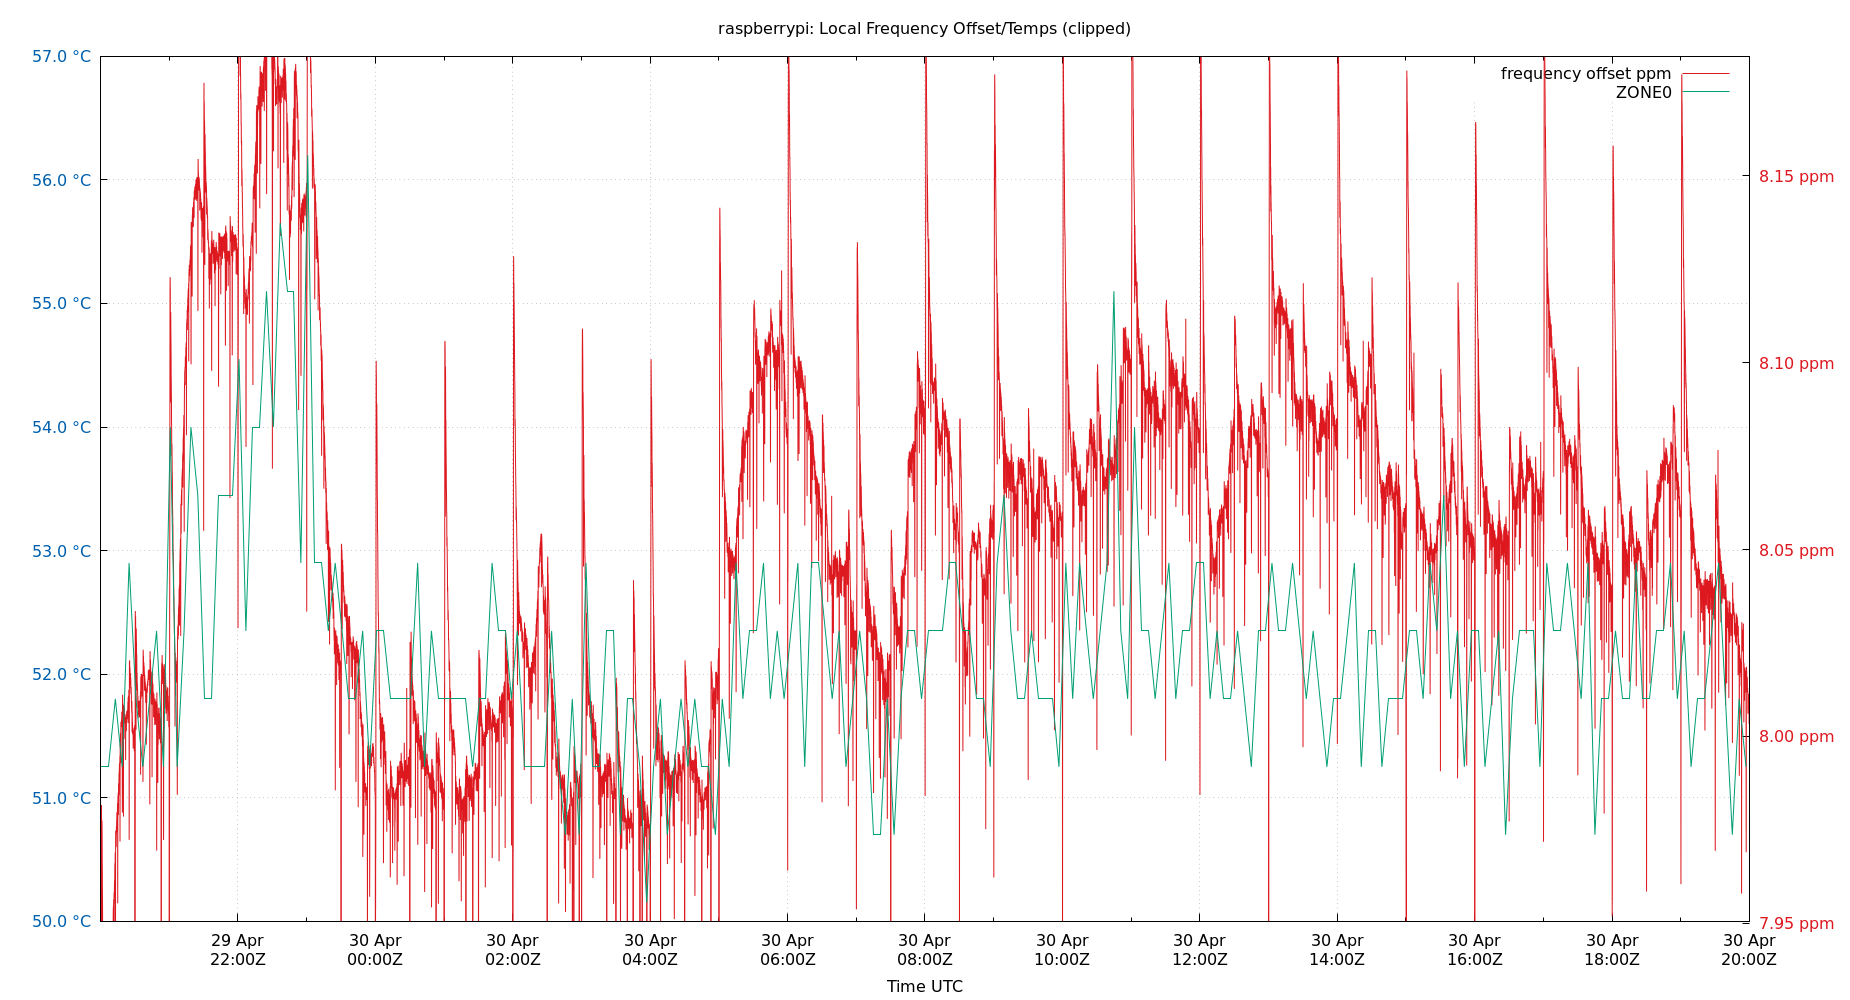 raspberrypi: Local Frequency Offset/Temps (clipped)
57.0 °C
56.0 °C
55.0 °C
54.0 °C
53.0 °C
52.0 °C
51.0 °C
50.0 °C
frequency offset ppm
ZONE0
8.15 ppm
8.10 ppm
8.05 ppm
8.00 ppm
7.95 ppm
29 Apr
22:00Z
30 Apr
00:00Z
30 Apr
02:00Z
30 Apr
04:00Z
30 Apr
06:00Z
30 Apr
08:00Z
30 Apr
10:00Z
30 Apr
12:00Z
30 Apr
14:00Z
30 Apr
16:00Z
30 Apr
18:00Z
30 Apr
20:00Z
Time UTC